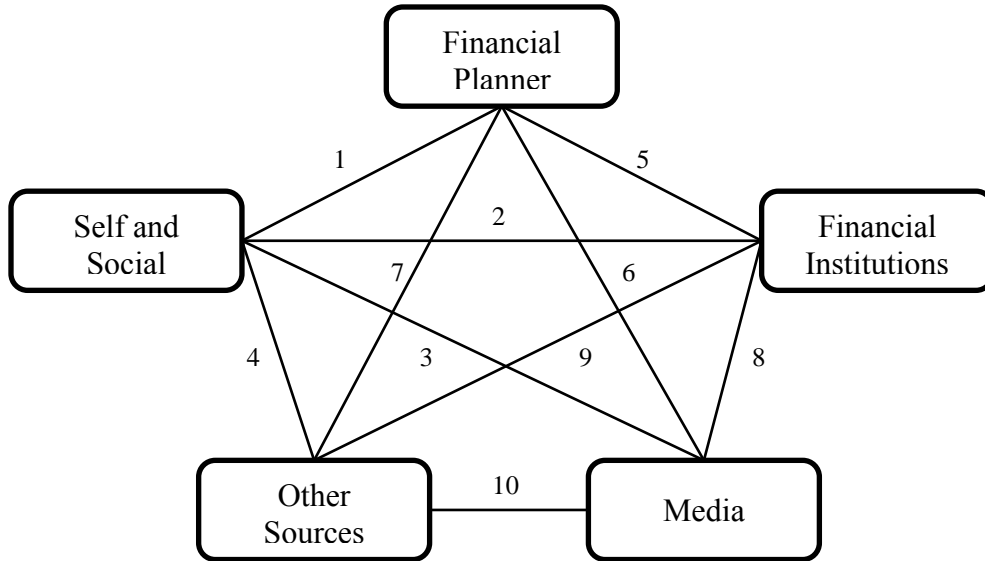 Financial
Planner
1
5
Self and
Social
2
Financial
Institutions
7
6
4
3
9
8
Other
Sources
10
Media